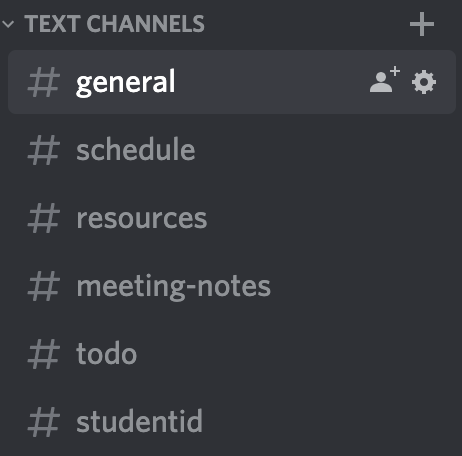 TEXT CHANNELS
# general
# schedule
# resources
# meeting-notes
# todo
# studentid